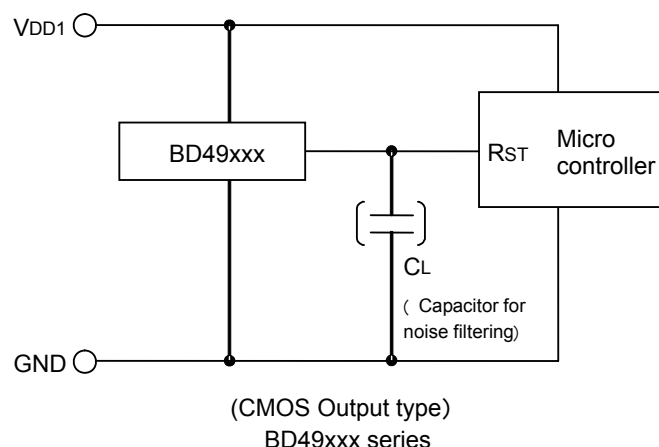 VDD1
BD49xxx
RST
Micro
controller
CL
( Capacitor for
noise filtering)
GND
(CMOS Output type)
BD49xxx series